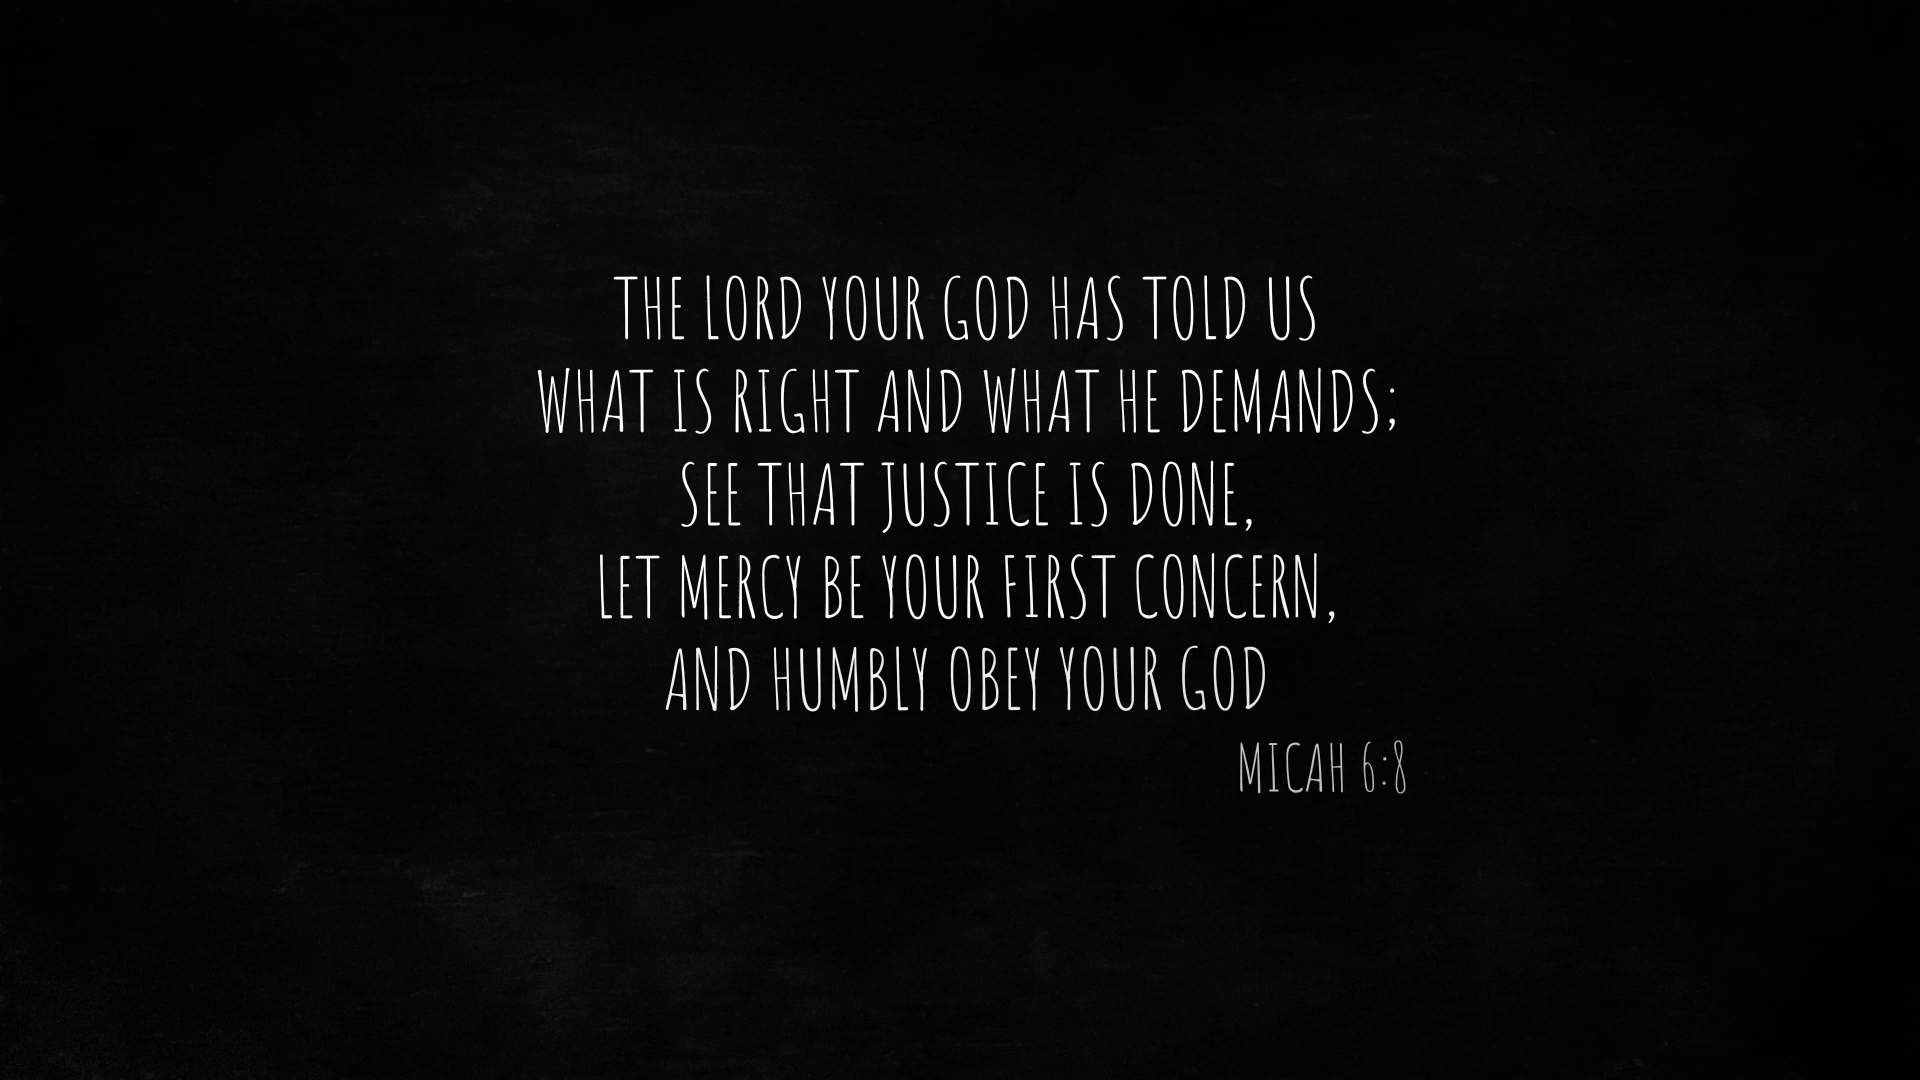 THE LORD YOUR GOD HAS TOLD US
WHAT IS RIGHT AND WHAT HE DEMANDS;
SEE THAT JUSTICE IS DONE,
LET MERCY BE YOUR FIRST CONCERN,
AND HUMBLY OBEY YOUR GOD
MICAH 6:8